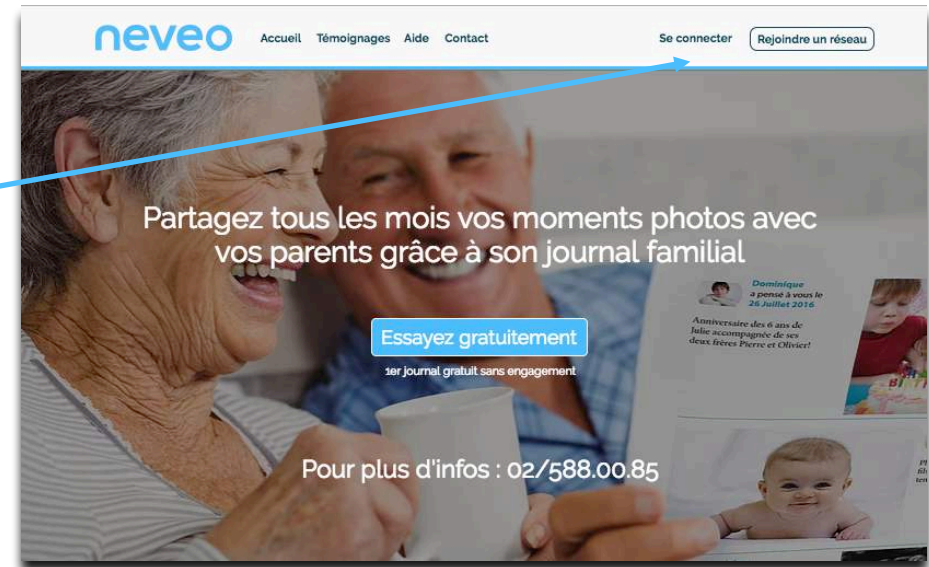 neveo
Accueil Témoignages Aide Contact
Se connecter Rejoindre un réseau
Partagez tous les mois vos moments photos avec
vos parents grâce à son journal familial
Essayez gratuitement
1er journal gratuit sans engagement
Pour plus d'infos : 02/588.00.85
Dominique
a pensé à vous le
26 Juillet 2016
Anniversaire des 6 ans de
Julie accompagnée de ses
deux frères Pierre et Olivier!